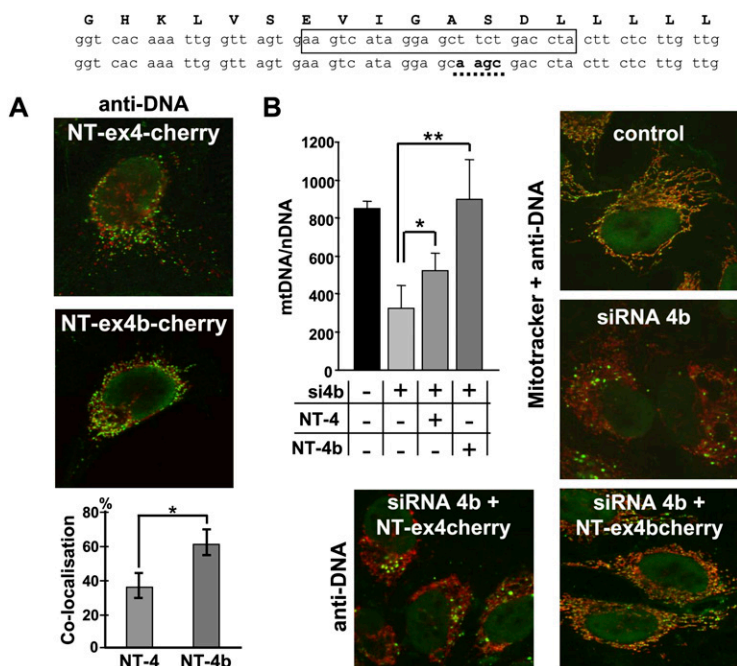 G H K L V S E V I G A S D L L L L L
ggt cac aaa ttg gtt agt gaa gtc ata gga gct tct gac cta ctt ctc ttg ttg
ggt cac aaa ttg gtt agt gaa gtc ata gga gca agc gac cta ctt ctc ttg ttg
A
anti-DNA
NT-ex4-cherry
NT-ex4b-cherry
%
Co-localisation
80
60
40
20
0
*
NT-4 NT-4b
B
mtDNA/nDNA
1200
1000
800
600
400
200
0
**
*
si4b - + + +
NT-4 - - + -
NT-4b - - - +
Mitotracker + anti-DNA
control
siRNA 4b
anti-DNA
siRNA 4b +
NT-ex4cherry
siRNA 4b +
NT-ex4bcherry